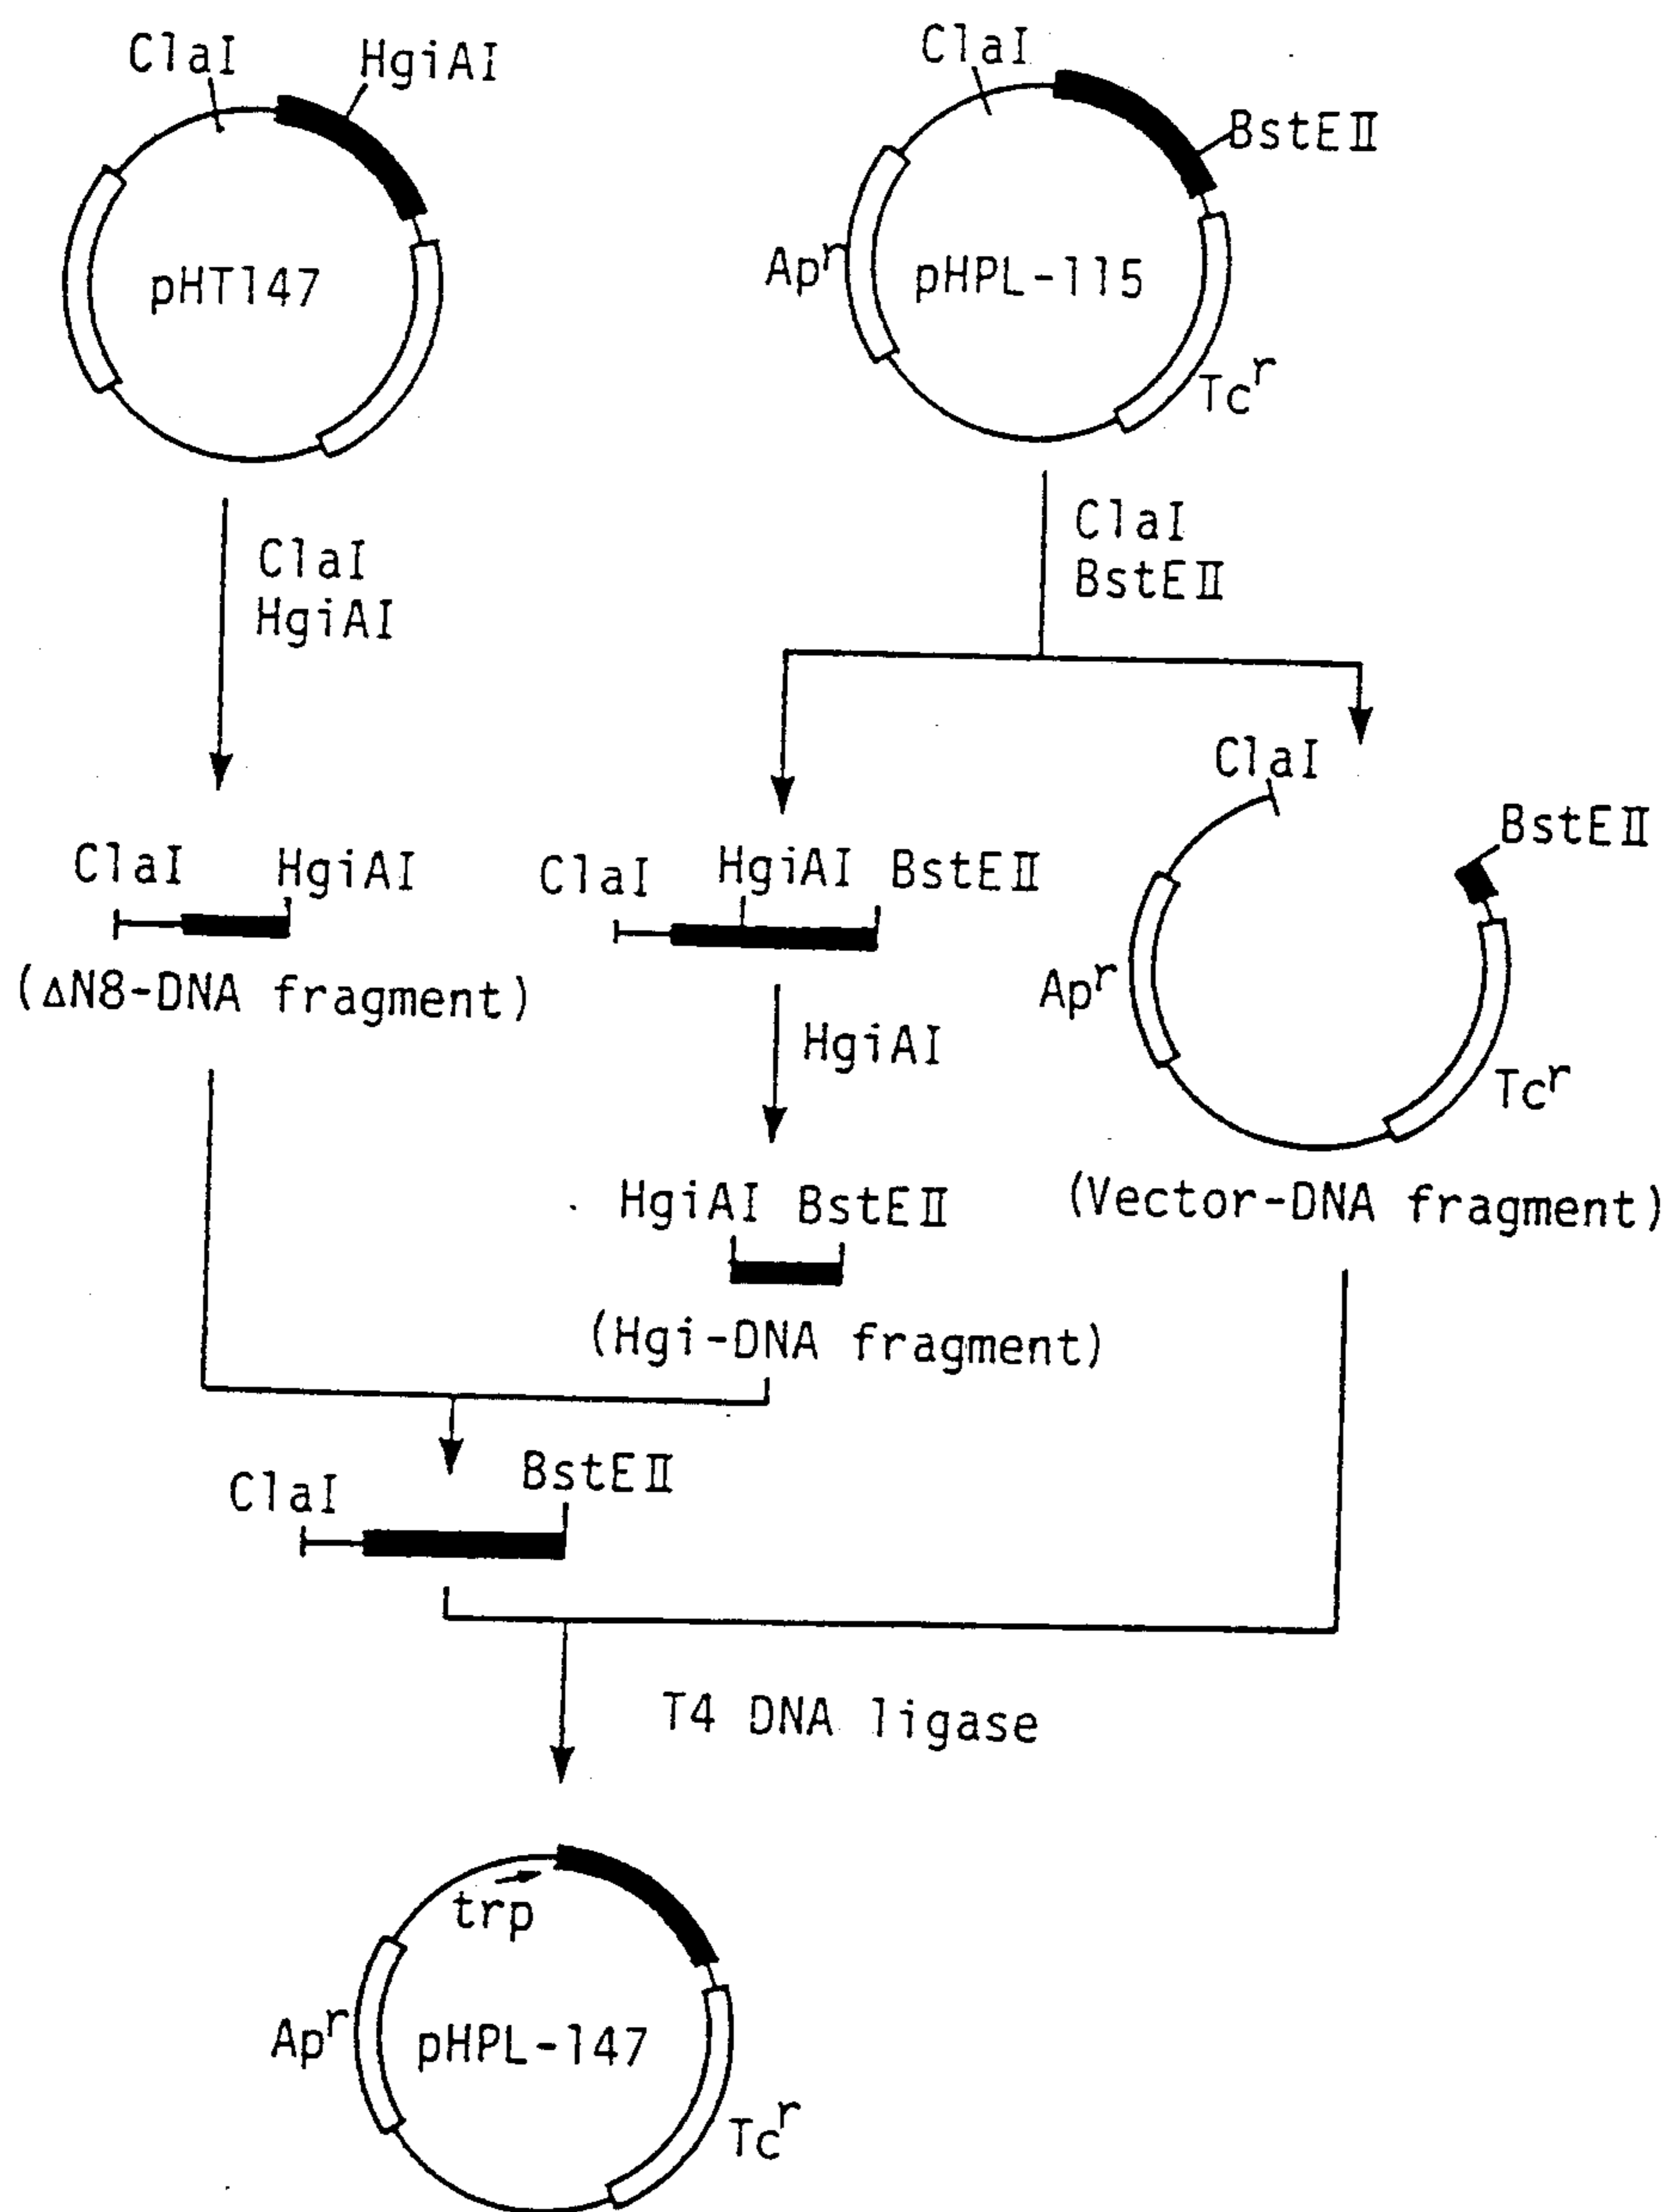 ClaI
HgiAI
pHT147
ClaI
BstEⅡ
Apʳ
pHPL-115
Tcʳ
ClaI
HgiAI
ClaI
BstEⅡ
ClaI
HgiAI
(ΔN8-DNA fragment)
ClaI
HgiAI
BstEⅡ
ClaI
BstEⅡ
Apʳ
Tcʳ
(Vector-DNA fragment)
HgiAI
HgiAI
BstEⅡ
(Hgi-DNA fragment)
ClaI
BstEⅡ
T4 DNA ligase
trp
Apʳ
pHPL-147
Tcʳ